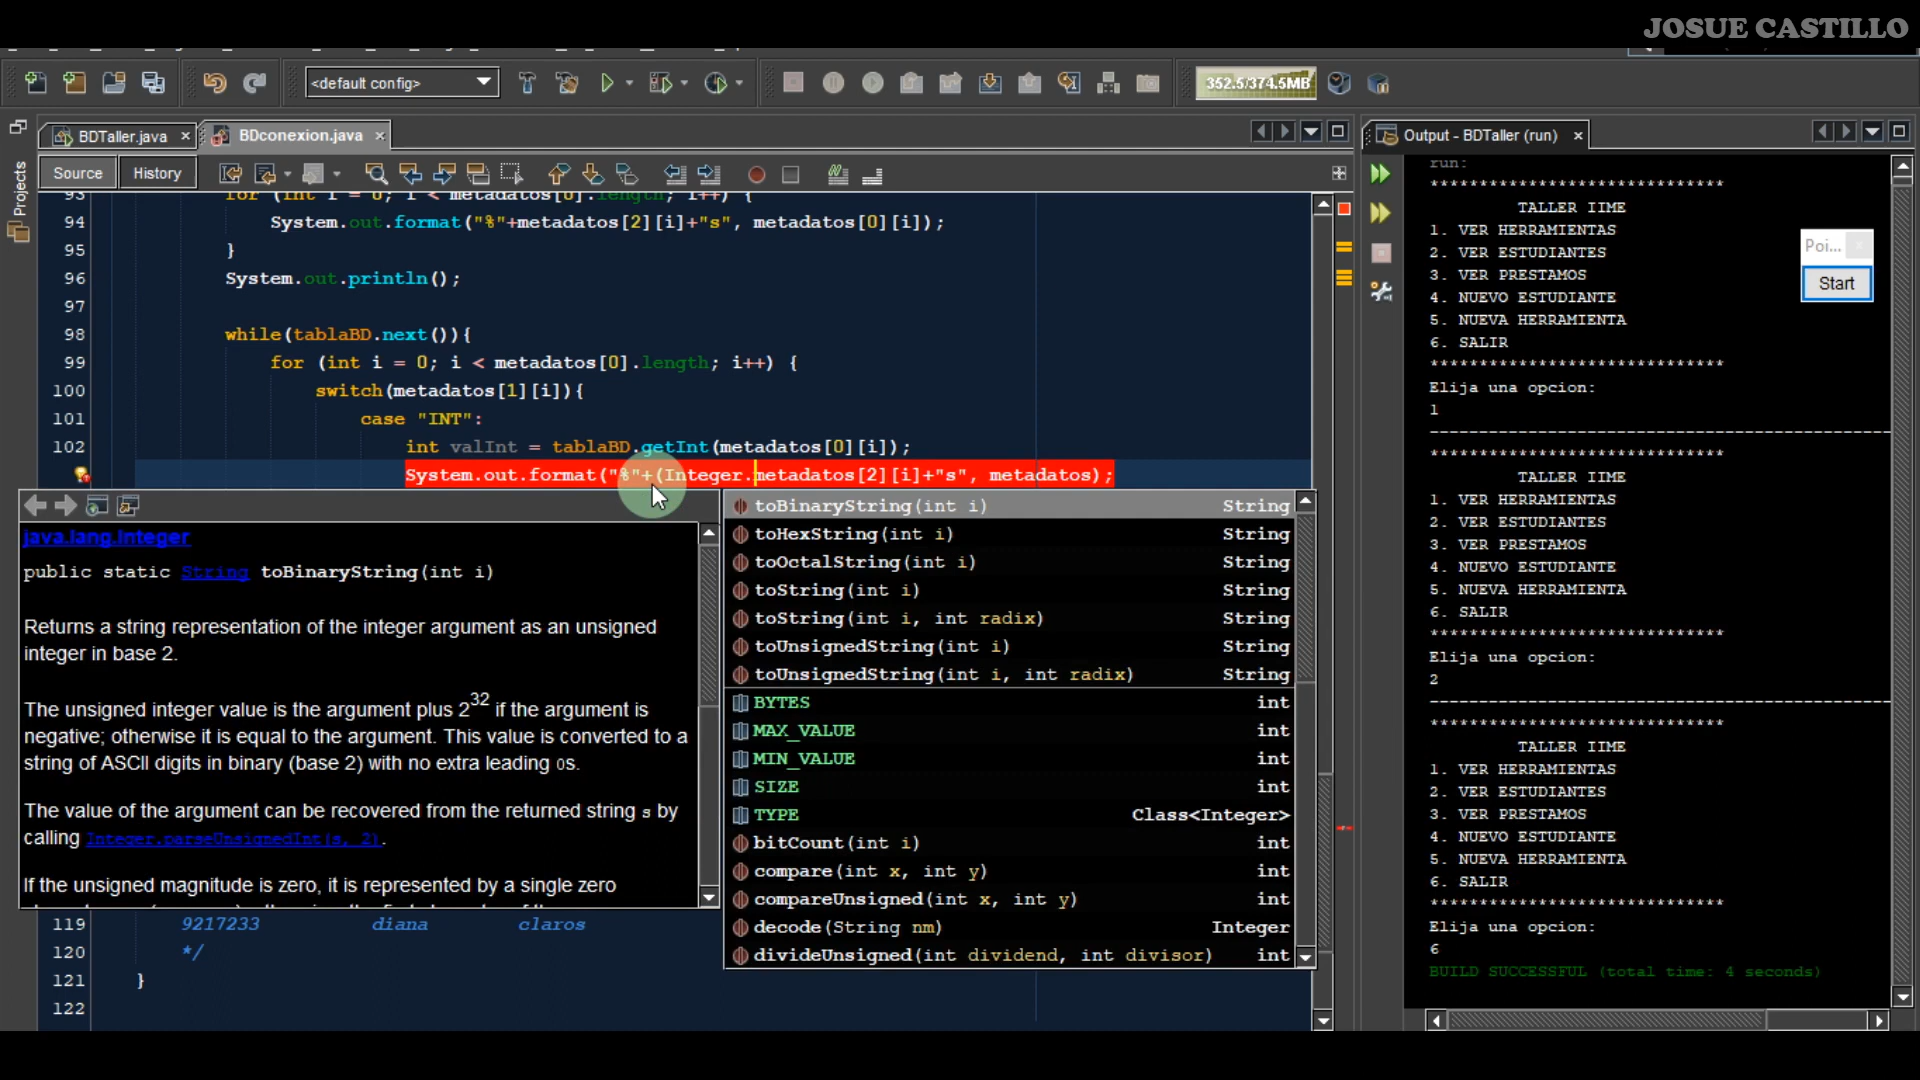 JOSUE CASTILLO
<default config>
352.5/374.5MB
BDTaller.java
BDconexion.java
Output - BDTaller (run)
Projects
Source
History
93 for (int i = 0; i < metadatos[0].length; i++) {
94 System.out.format("%"+metadatos[2][i]+"s", metadatos[0][i]);
95 }
96 System.out.println();
97
98 while(tablaBD.next()){
99 for (int i = 0; i < metadatos[0].length; i++) {
100 switch(metadatos[1][i]){
101 case "INT":
102 int valInt = tablaBD.getInt(metadatos[0][i]);
System.out.format("%"+(Integer.metadatos[2][i]+"s", metadatos);
java.lang.Integer
public static String toBinaryString(int i)
Returns a string representation of the integer argument as an unsigned
integer in base 2.
The unsigned integer value is the argument plus 2^32 if the argument is
negative; otherwise it is equal to the argument. This value is converted to a
string of ASCII digits in binary (base 2) with no extra leading 0s.
The value of the argument can be recovered from the returned string s by
calling Integer.parseUnsignedInt(s, 2).
If the unsigned magnitude is zero, it is represented by a single zero
toBinaryString(int i) String
toHexString(int i) String
toOctalString(int i) String
toString(int i) String
toString(int i, int radix) String
toUnsignedString(int i) String
toUnsignedString(int i, int radix) String
BYTES int
MAX_VALUE int
MIN_VALUE int
SIZE int
TYPE Class<Integer>
bitCount(int i) int
compare(int x, int y) int
compareUnsigned(int x, int y) int
decode(String nm) Integer
divideUnsigned(int dividend, int divisor) int
119 9217233 diana claros
120 */
121 }
122
run:
******************************
TALLER IIME
1. VER HERRAMIENTAS
2. VER ESTUDIANTES
3. VER PRESTAMOS
4. NUEVO ESTUDIANTE
5. NUEVA HERRAMIENTA
6. SALIR
******************************
Elija una opcion:
1
-----------------------------------------------
******************************
TALLER IIME
1. VER HERRAMIENTAS
2. VER ESTUDIANTES
3. VER PRESTAMOS
4. NUEVO ESTUDIANTE
5. NUEVA HERRAMIENTA
6. SALIR
******************************
Elija una opcion:
2
-----------------------------------------------
******************************
TALLER IIME
1. VER HERRAMIENTAS
2. VER ESTUDIANTES
3. VER PRESTAMOS
4. NUEVO ESTUDIANTE
5. NUEVA HERRAMIENTA
6. SALIR
******************************
Elija una opcion:
6
BUILD SUCCESSFUL (total time: 4 seconds)
Poi...
Start